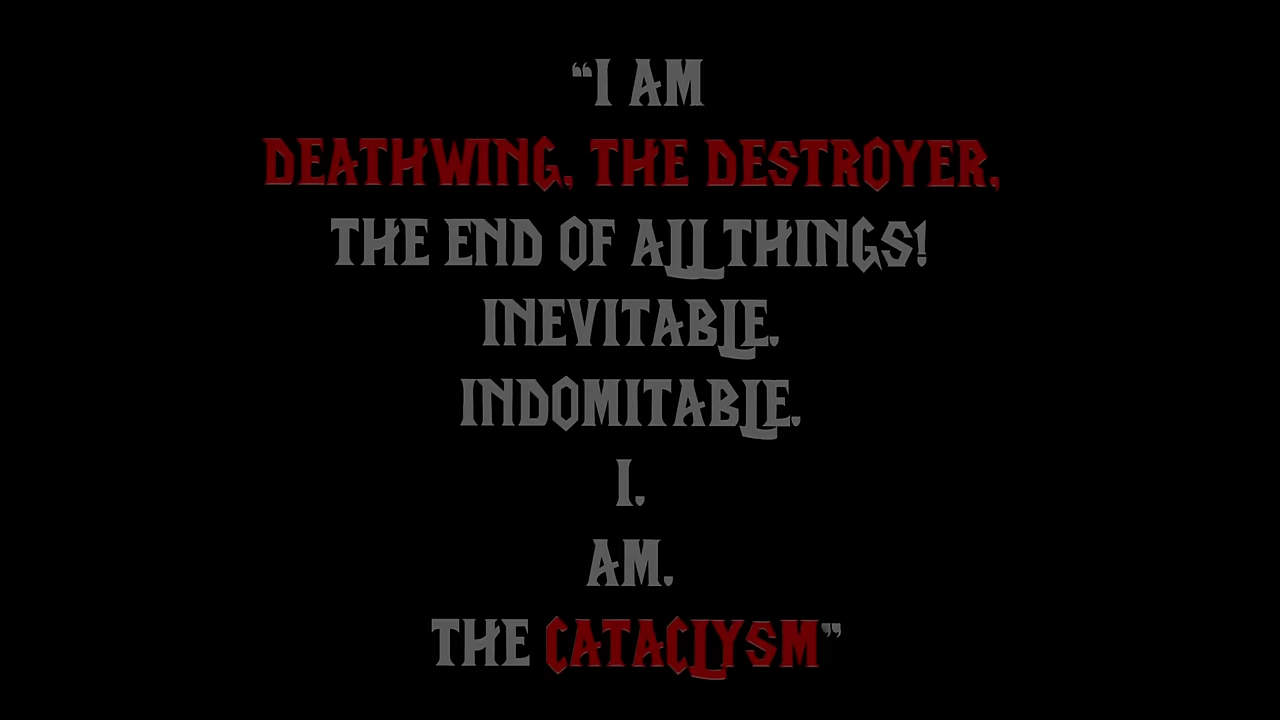 “I AM
DEATHWING, THE DESTROYER,
THE END OF ALL THINGS!
INEVITABLE.
INDOMITABLE.
I.
AM.
THE CATACLYSM”